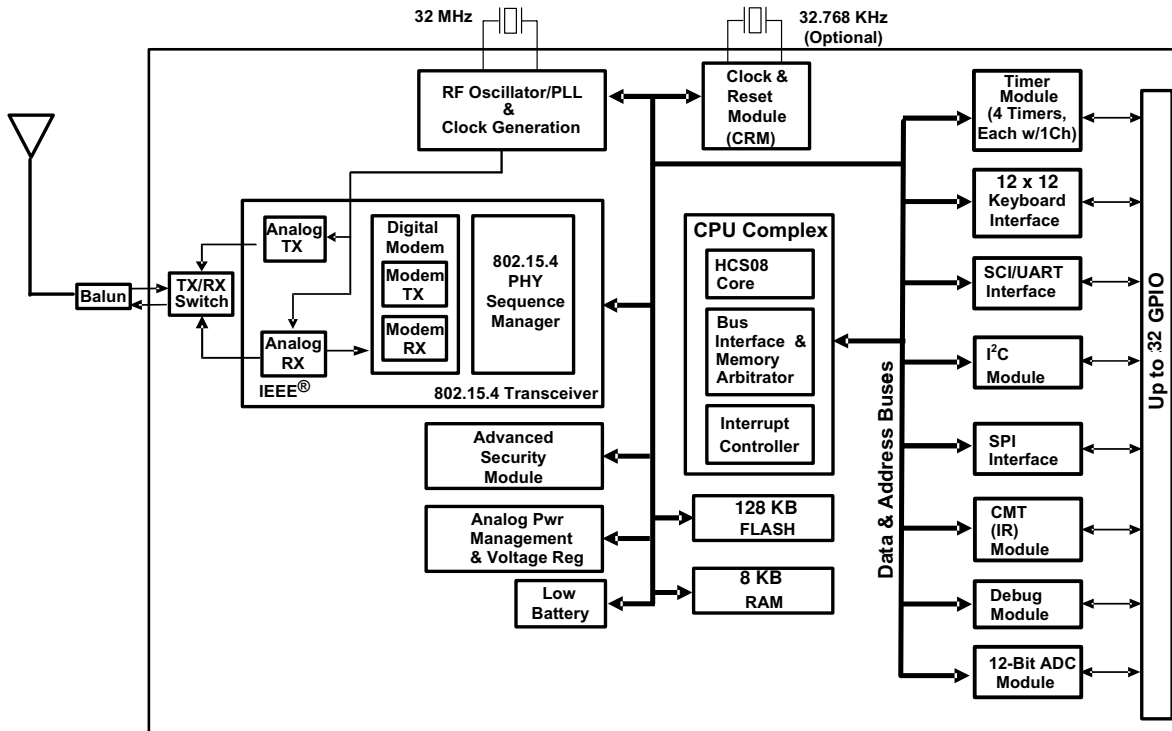 32 MHz
32.768 KHz
(Optional)
RF Oscillator/PLL
&
Clock Generation
Clock &
Reset
Module
(CRM)
Timer
Module
(4 Timers,
Each w/1Ch)
12 x 12
Keyboard
Interface
SCI/UART
Interface
I²C
Module
SPI
Interface
CMT
(IR)
Module
Debug
Module
12-Bit ADC
Module
Up to 32 GPIO
Data & Address Buses
Balun
TX/RX
Switch
Analog
TX
Analog
RX
Digital
Modem
Modem
TX
Modem
RX
802.15.4
PHY
Sequence
Manager
IEEE®
802.15.4 Transceiver
CPU Complex
HCS08
Core
Bus
Interface &
Memory
Arbitrator
Interrupt
Controller
Advanced
Security
Module
Analog Pwr
Management
& Voltage Reg
Low
Battery
128 KB
FLASH
8 KB
RAM